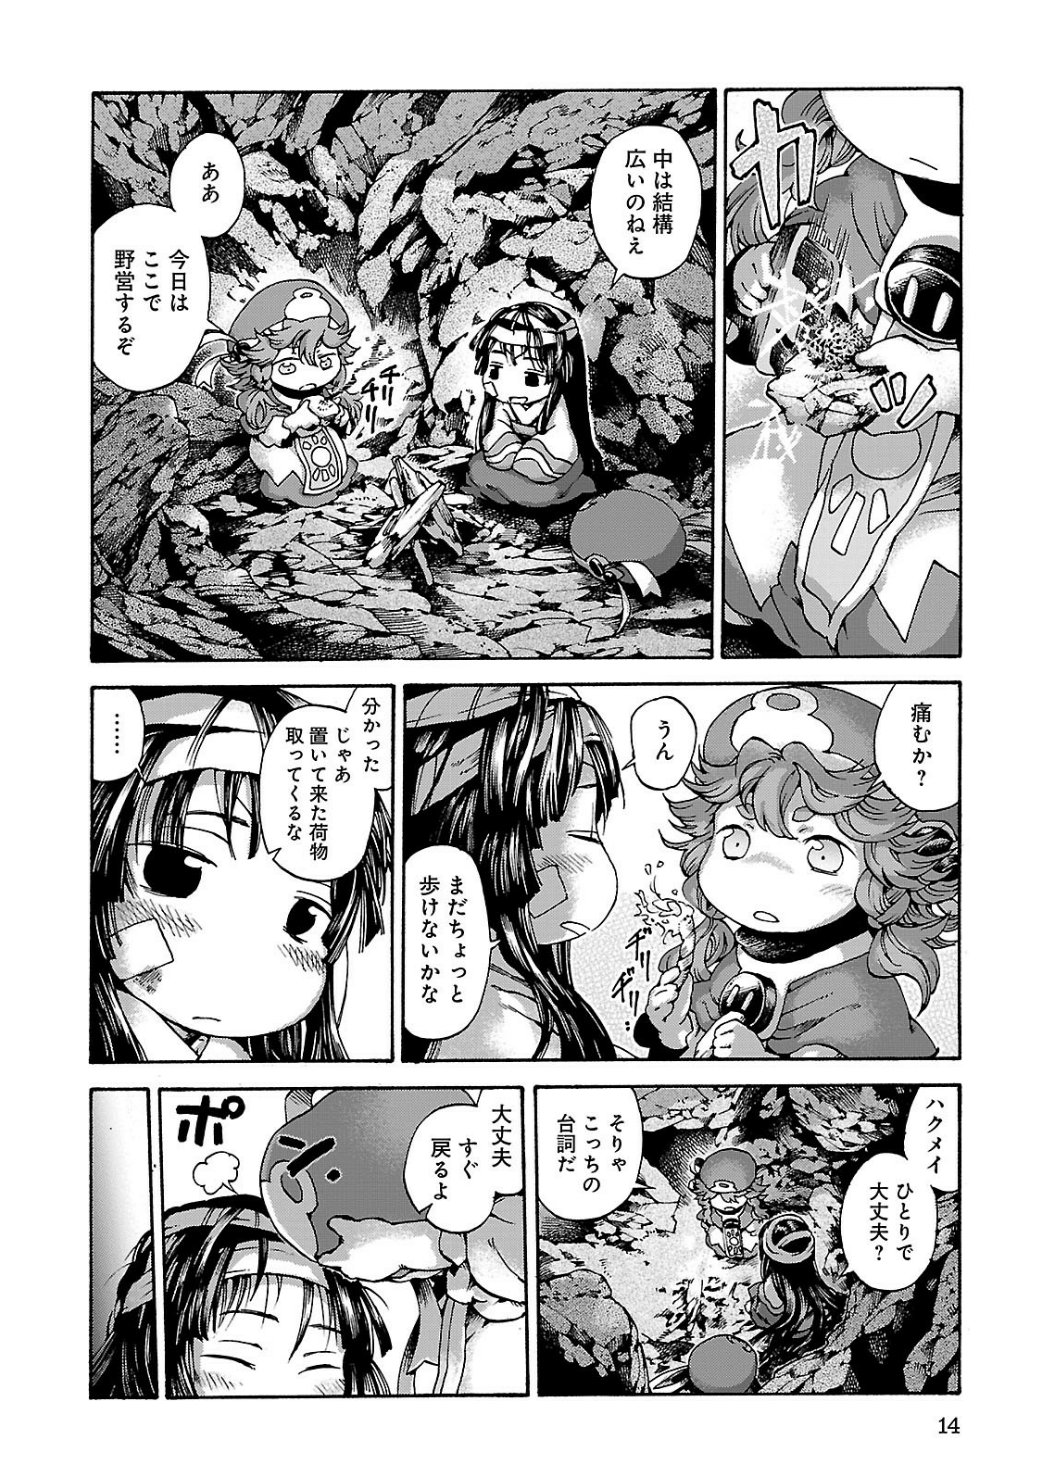 カッ
ガッ
中は結構
広いのねぇ
チリ
チリ
ああ
今日は
ここで
野営するぞ
痛むか?
うん
ヂリ
ヂリ
まだちょっと
歩けないかな
分かった
じゃあ
置いて来た荷物
取ってくるな
……
ハクメイ
ひとりで
大丈夫?
そりゃ
こっちの
台詞だ
大丈夫
すぐ
戻るよ
ポン
14